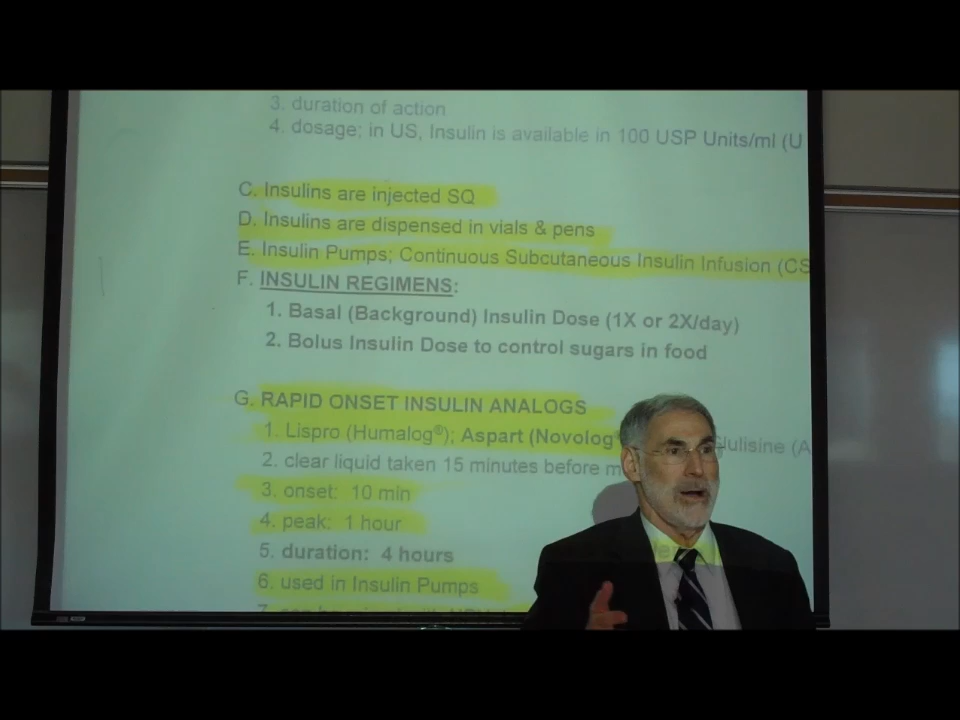 3. duration of action
4. dosage; in US, Insulin is available in 100 USP Units/ml (U
C. Insulins are injected SQ
D. Insulins are dispensed in vials & pens
E. Insulin Pumps; Continuous Subcutaneous Insulin Infusion (CS
F. INSULIN REGIMENS:
1. Basal (Background) Insulin Dose (1X or 2X/day)
2. Bolus Insulin Dose to control sugars in food
G. RAPID ONSET INSULIN ANALOGS
1. Lispro (Humalog®); Aspart (Novolog® Glulisine (A
2. clear liquid taken 15 minutes before m
3. onset: 10 min
4. peak: 1 hour
5. duration: 4 hours
6. used in Insulin Pumps